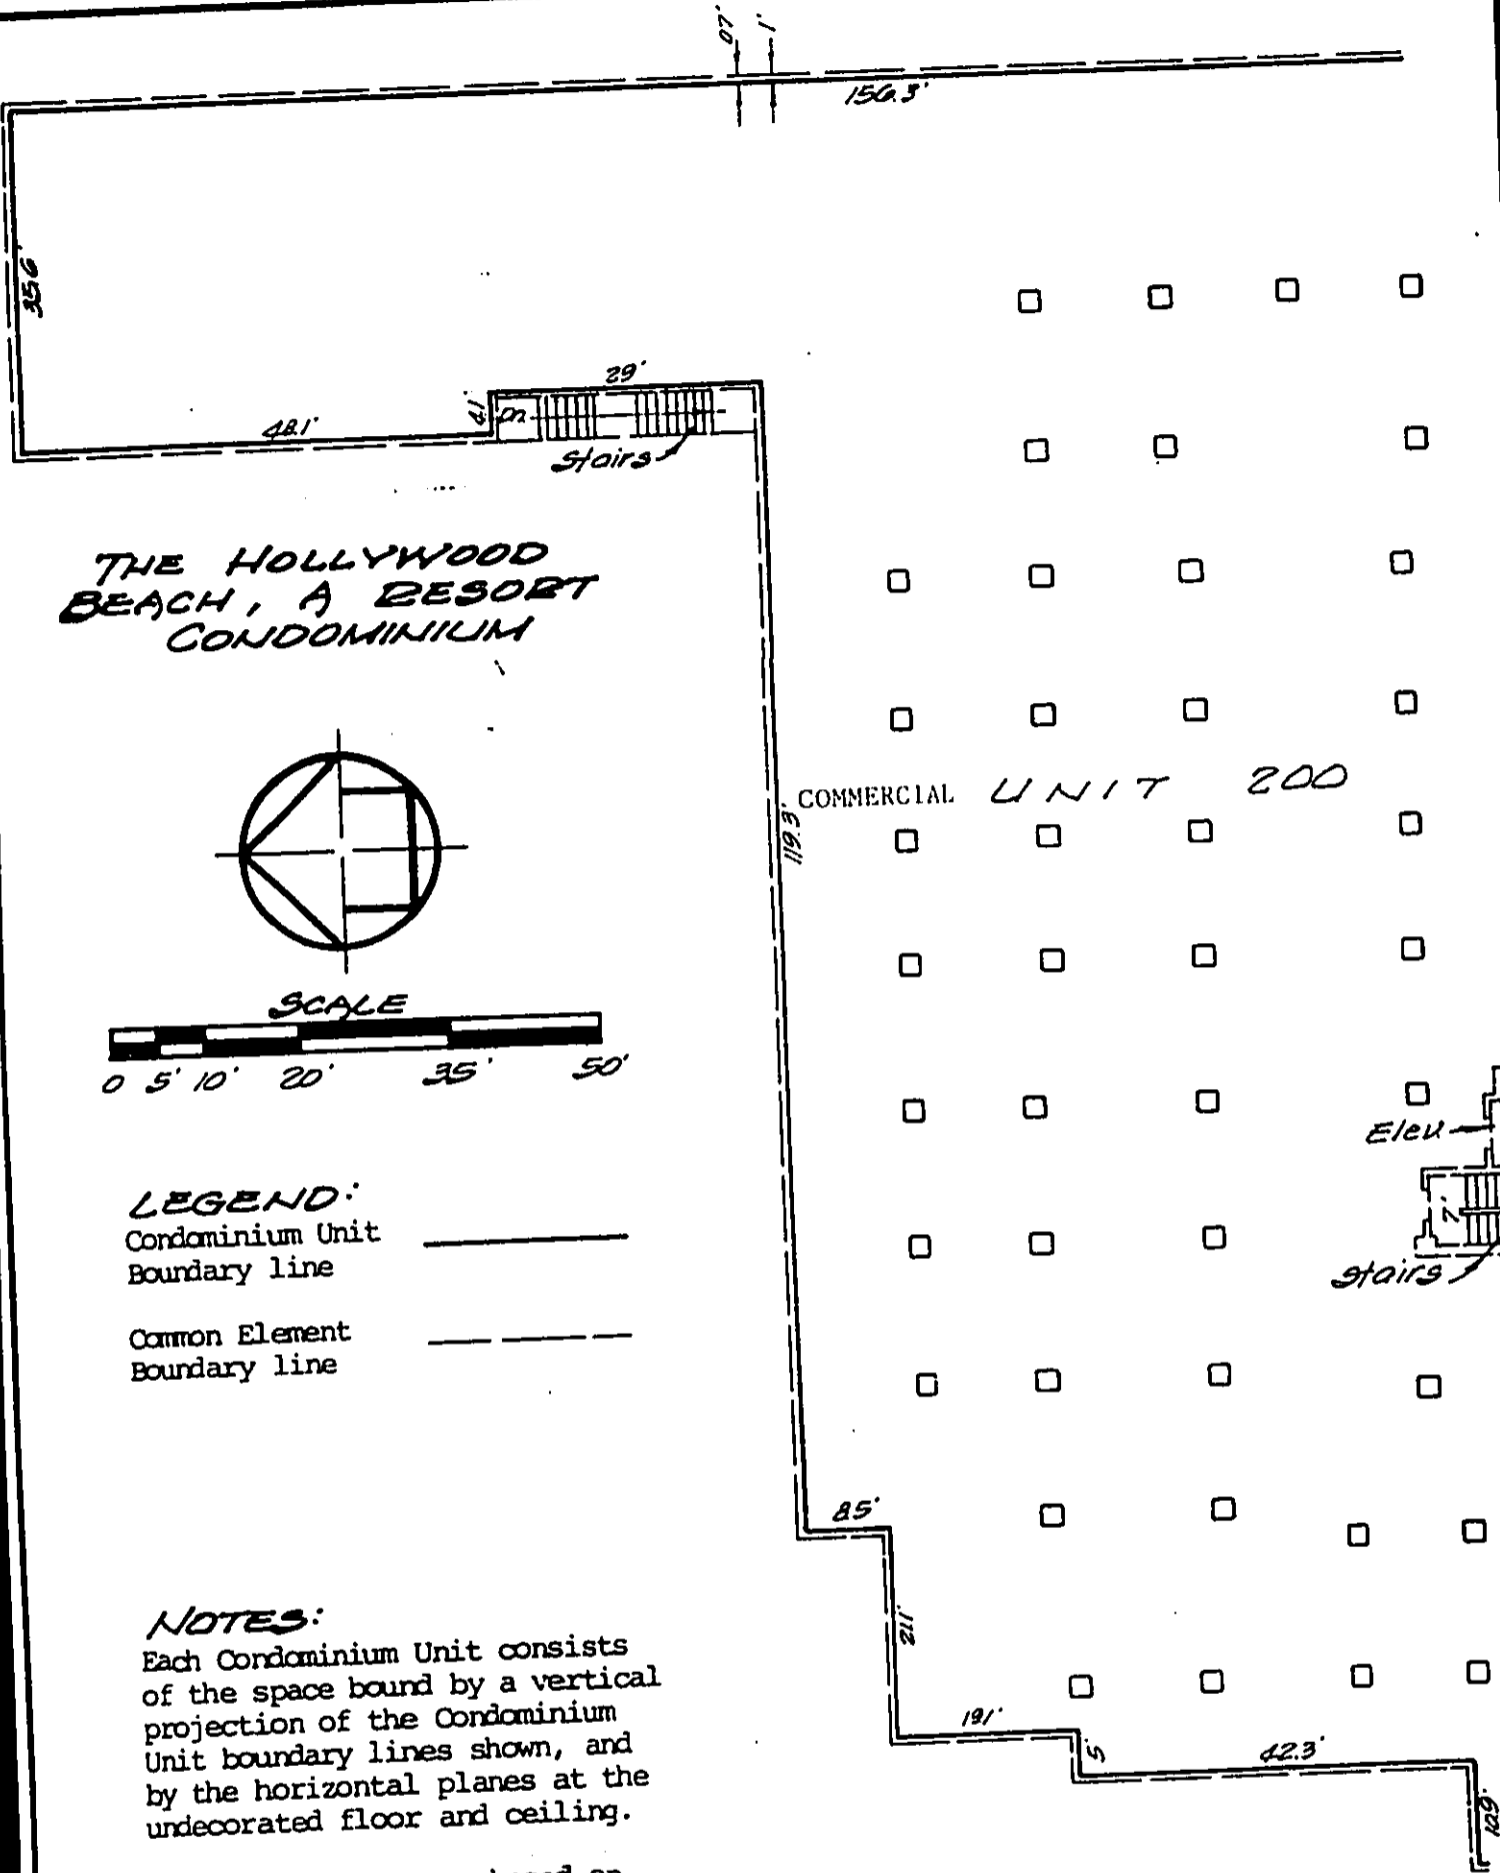 07'
1'
156.3'
35.6'
29'
4.1'
Dn
48.1'
Stairs
THE HOLLYWOOD
BEACH, A RESORT
CONDOMINIUM
COMMERCIAL UNIT 200
119.3'
SCALE
0 5' 10' 20' 35' 50'
Elev
7'
Stairs
LEGEND:
Condominium Unit
Boundary line
Common Element
Boundary line
8.5'
21.1'
NOTES:
Each Condominium Unit consists
of the space bound by a vertical
projection of the Condominium
Unit boundary lines shown, and
by the horizontal planes at the
undecorated floor and ceiling.
19.1'
5'
42.3'
10.9'